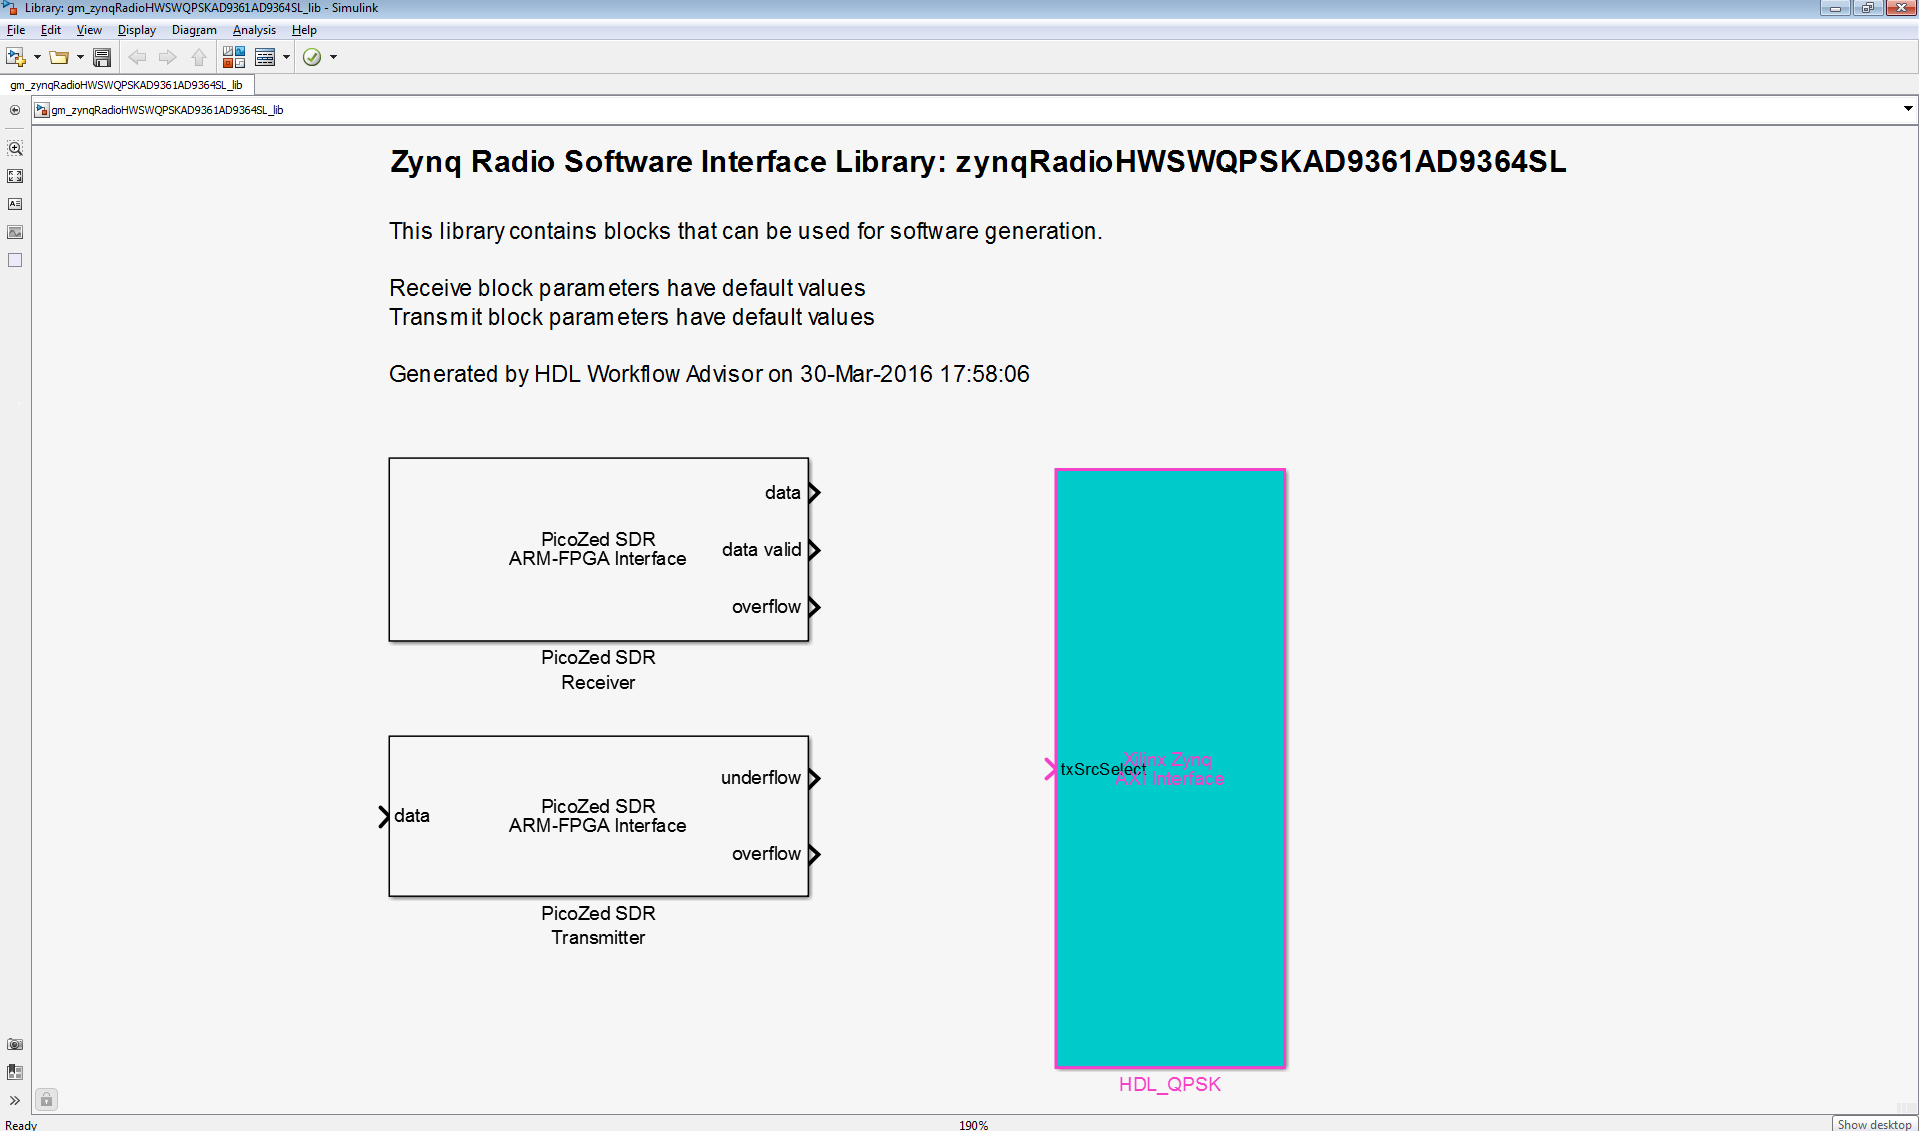 Library: gm_zynqRadioHWSWQPSKAD9361AD9364SL_lib - Simulink
File Edit View Display Diagram Analysis Help
gm_zynqRadioHWSWQPSKAD9361AD9364SL_lib
gm_zynqRadioHWSWQPSKAD9361AD9364SL_lib
Zynq Radio Software Interface Library: zynqRadioHWSWQPSKAD9361AD9364SL
This library contains blocks that can be used for software generation.
Receive block parameters have default values
Transmit block parameters have default values
Generated by HDL Workflow Advisor on 30-Mar-2016 17:58:06
data
PicoZed SDR
ARM-FPGA Interface
data valid
overflow
PicoZed SDR
Receiver
underflow
data
PicoZed SDR
ARM-FPGA Interface
overflow
PicoZed SDR
Transmitter
txSrcSelect
Xilinx Zynq
AXI Interface
HDL_QPSK
Ready
190%
Show desktop